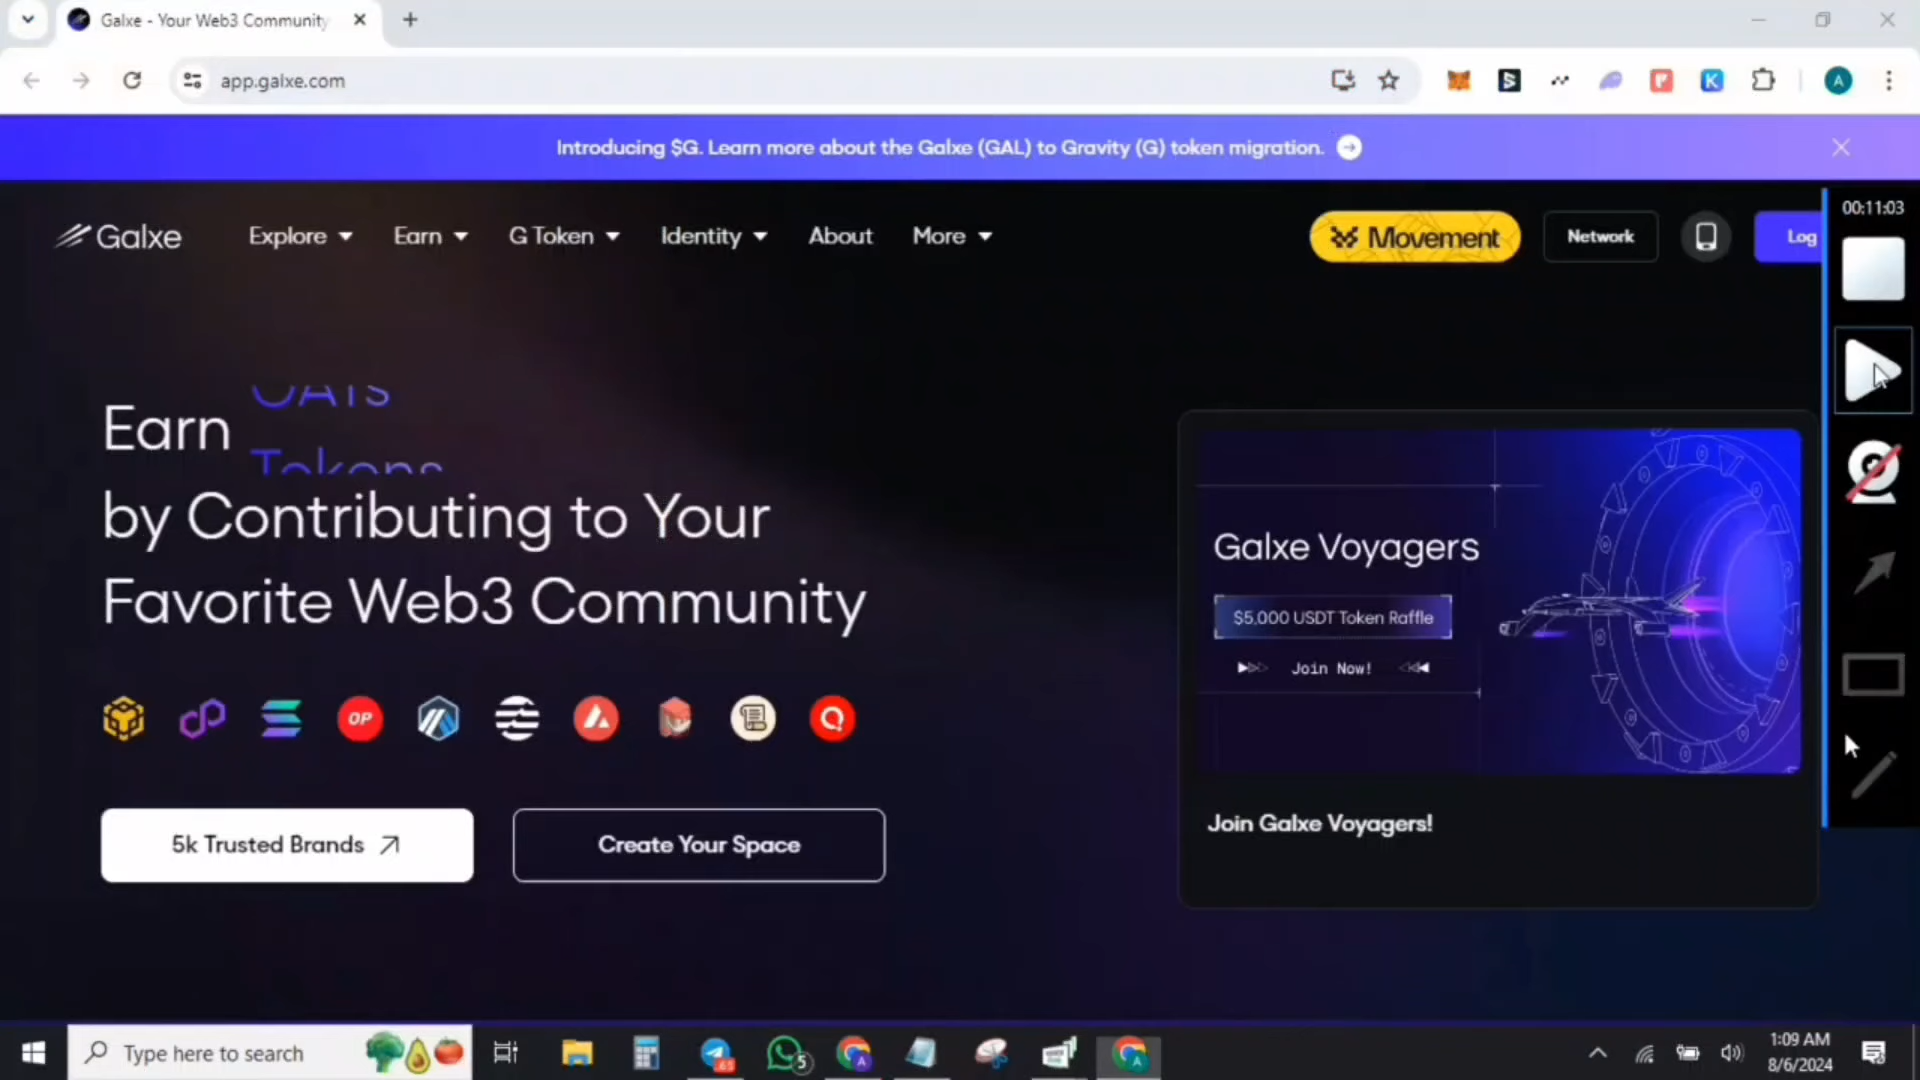 Galxe - Your Web3 Community
app.galxe.com
A
Introducing $G. Learn more about the Galxe (GAL) to Gravity (G) token migration.
00:11:03
Galxe
Explore
Earn
G Token
Identity
About
More
Movement
Network
Log
OATs
Earn
Tokens
by Contributing to Your
Favorite Web3 Community
OP
5k Trusted Brands
Create Your Space
Galxe Voyagers
$5,000 USDT Token Raffle
Join Now!
Join Galxe Voyagers!
Type here to search
5
1:09 AM
8/6/2024